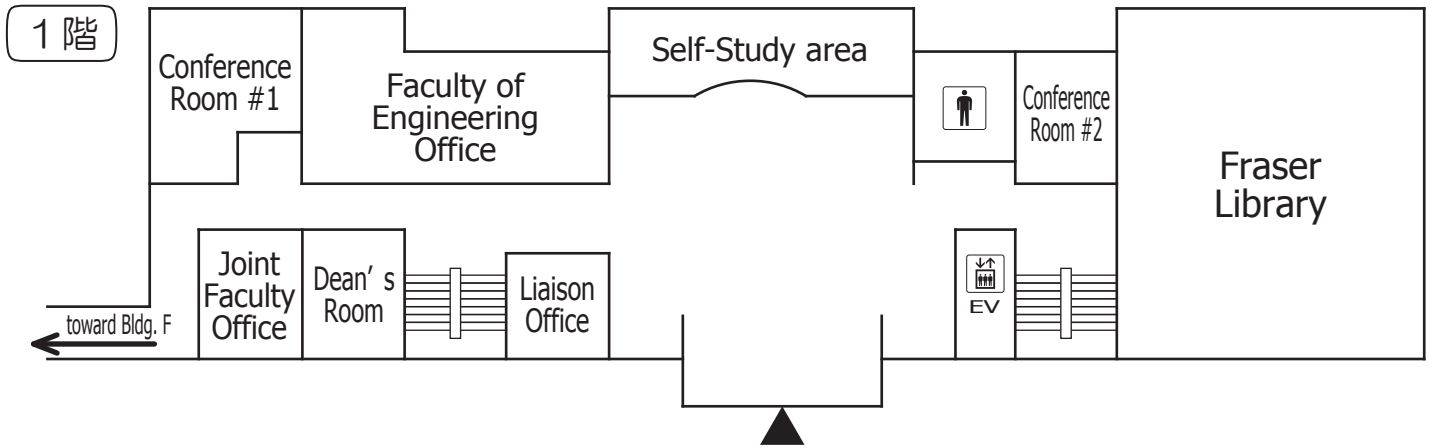 1階
Conference
Room #1
Faculty of
Engineering
Office
Self-Study area
Conference
Room #2
Fraser
Library
Joint
Faculty
Office
Dean’s
Room
Liaison
Office
EV
toward Bldg. F